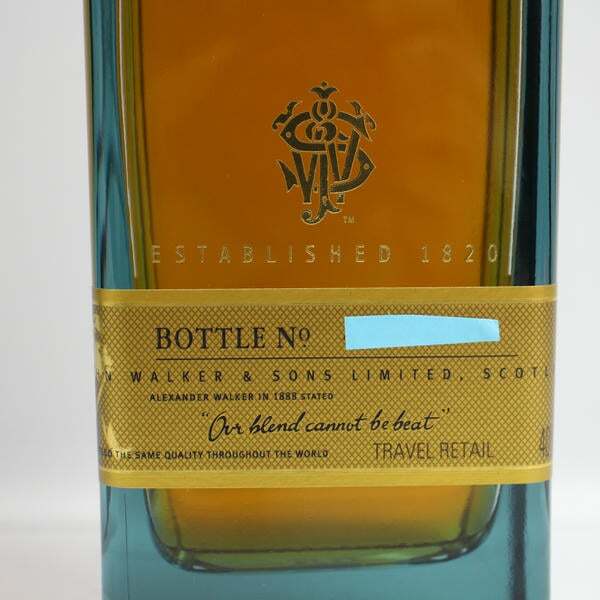 TM
ESTABLISHED 1820
BOTTLE Nº
WALKER & SONS LIMITED,
ALEXANDER WALKER IN 1888 STATED
"Our blend cannot be beat"
THE SAME QUALITY THROUGHOUT THE WORLD
TRAVEL RETAIL